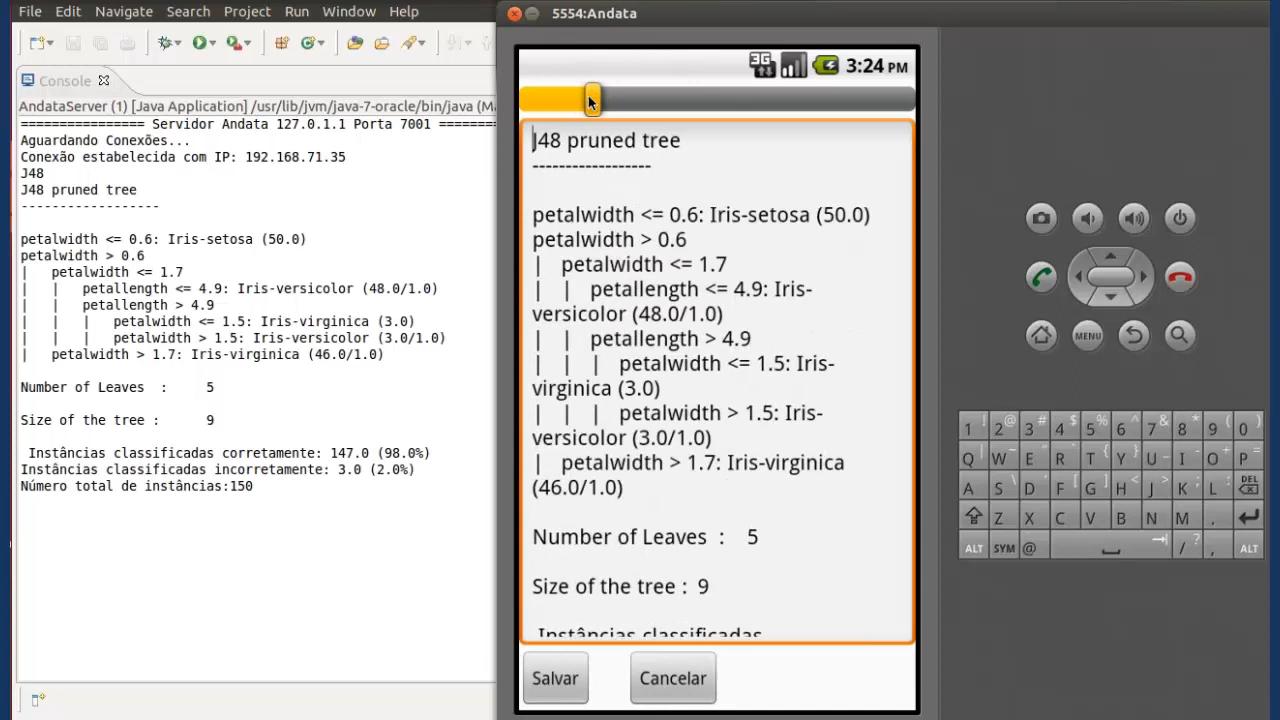 File Edit Navigate Search Project Run Window Help
5554:Andata
Console
AndataServer (1) [Java Application] /usr/lib/jvm/java-7-oracle/bin/java (Ma
================ Servidor Andata 127.0.1.1 Porta 7001 =======
Aguardando Conexões...
Conexão estabelecida com IP: 192.168.71.35
J48
J48 pruned tree
------------------
petalwidth <= 0.6: Iris-setosa (50.0)
petalwidth > 0.6
|   petalwidth <= 1.7
|   |   petallength <= 4.9: Iris-versicolor (48.0/1.0)
|   |   petallength > 4.9
|   |   |   petalwidth <= 1.5: Iris-virginica (3.0)
|   |   |   petalwidth > 1.5: Iris-versicolor (3.0/1.0)
|   petalwidth > 1.7: Iris-virginica (46.0/1.0)
Number of Leaves  :     5
Size of the tree :      9
Instâncias classificadas corretamente: 147.0 (98.0%)
Instâncias classificadas incorretamente: 3.0 (2.0%)
Número total de instâncias:150
3G 3:24 PM
J48 pruned tree
------------------
petalwidth <= 0.6: Iris-setosa (50.0)
petalwidth > 0.6
|   petalwidth <= 1.7
|   |   petallength <= 4.9: Iris-
versicolor (48.0/1.0)
|   |   petallength > 4.9
|   |   |   petalwidth <= 1.5: Iris-
virginica (3.0)
|   |   |   petalwidth > 1.5: Iris-
versicolor (3.0/1.0)
|   petalwidth > 1.7: Iris-virginica
(46.0/1.0)
Number of Leaves  :    5
Size of the tree :  9
Instâncias classificadas
Salvar Cancelar
MENU
1 ! 2 @ 3 # 4 $ 5 % 6 ^ 7 & 8 * 9 ( 0 )
Q W E R T Y U I O P
A S D F G H J K L DEL
Z X C V B N M .
ALT SYM @ / ? , ALT